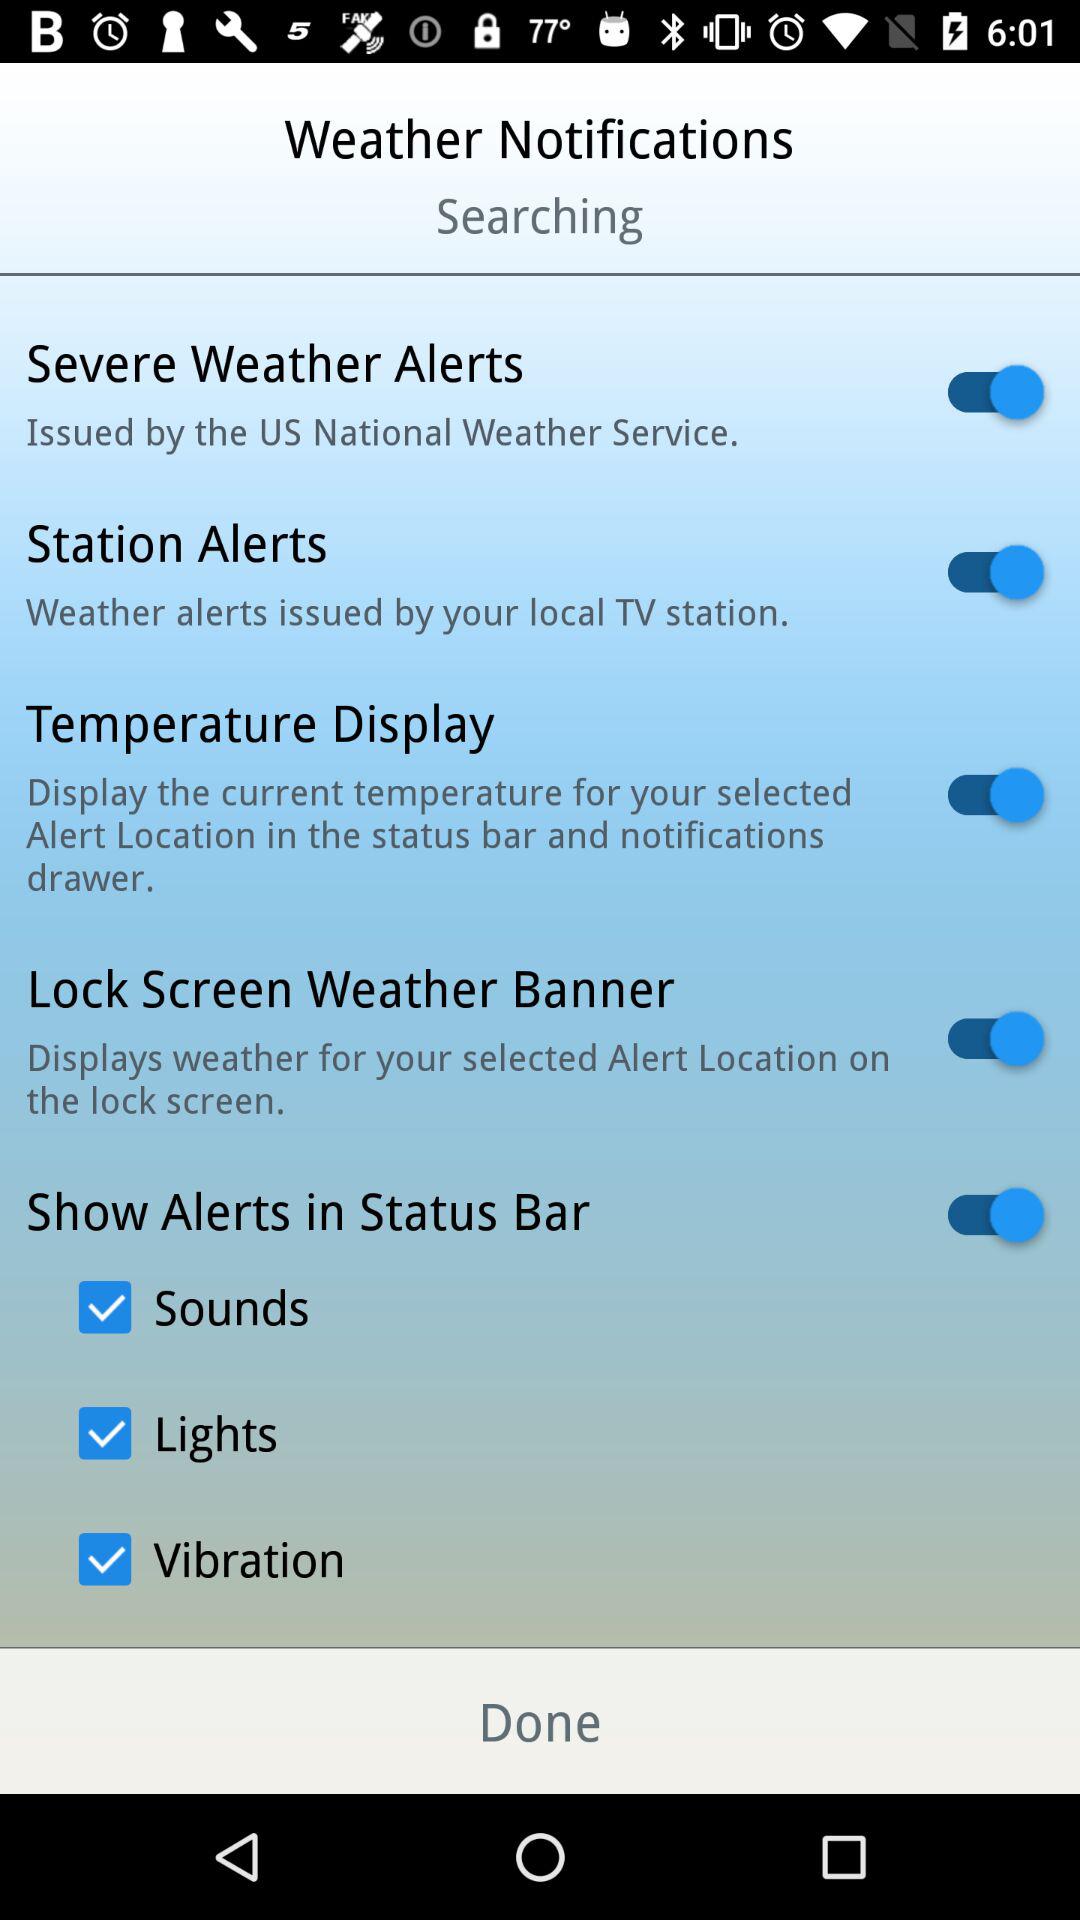 B 5 FAKE 77° 6:01
Weather Notifications
Searching
Severe Weather Alerts
Issued by the US National Weather Service.
Station Alerts
Weather alerts issued by your local TV station.
Temperature Display
Display the current temperature for your selected
Alert Location in the status bar and notifications
drawer.
Lock Screen Weather Banner
Displays weather for your selected Alert Location on
the lock screen.
Show Alerts in Status Bar
Sounds
Lights
Vibration
Done